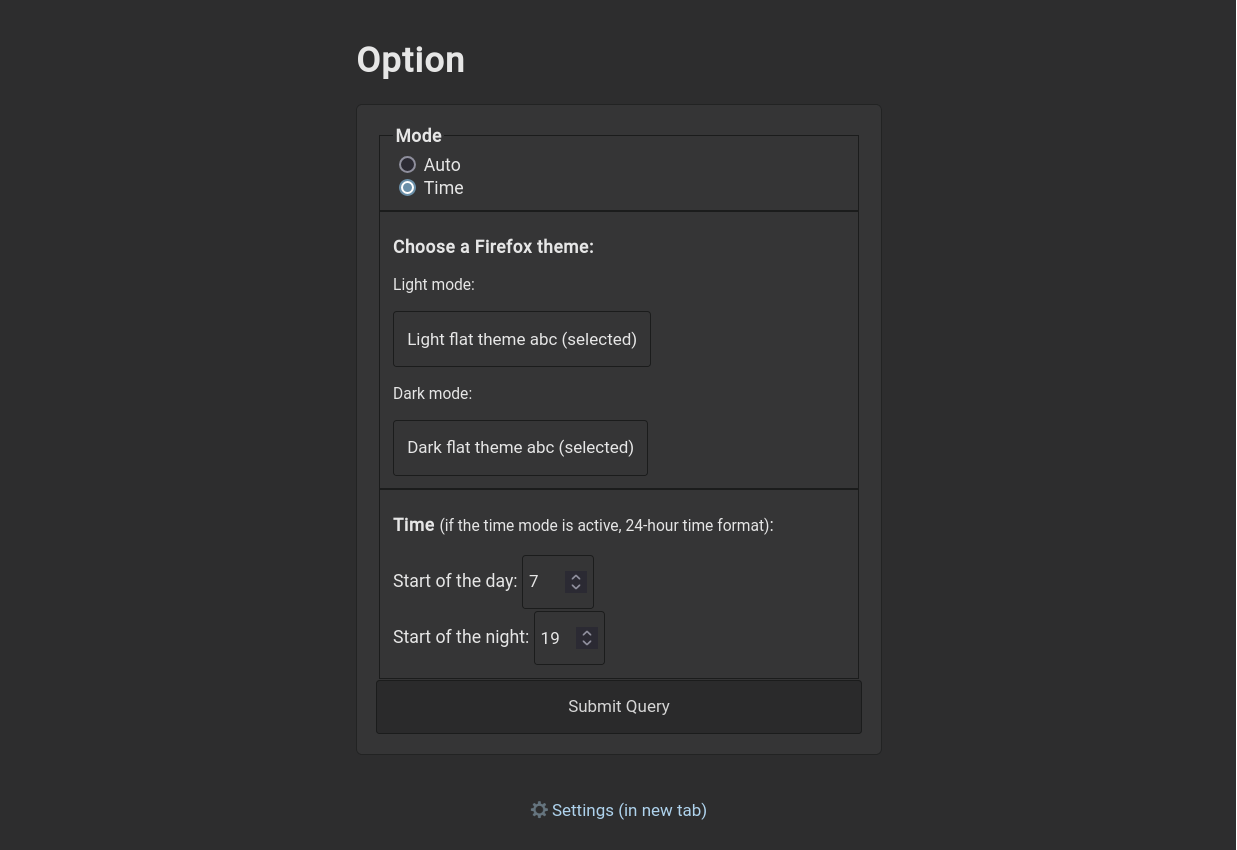 Option
Mode
Auto
Time
Choose a Firefox theme:
Light mode:
Light flat theme abc (selected)
Dark mode:
Dark flat theme abc (selected)
Time (if the time mode is active, 24-hour time format):
Start of the day: 7
Start of the night: 19
Submit Query
Settings (in new tab)